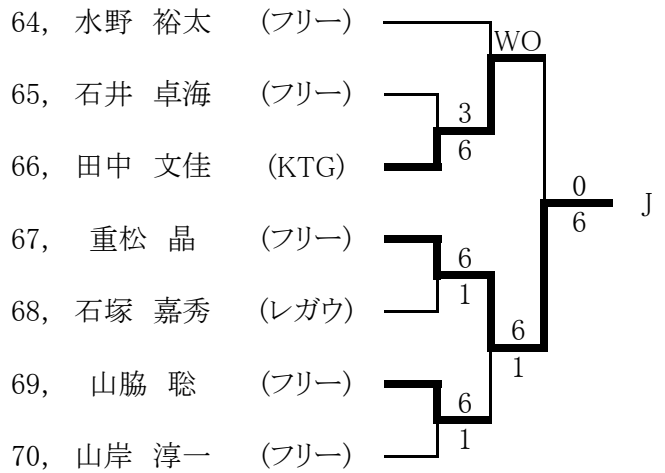 64, 水野 裕太 (フリー)
WO
65, 石井 卓海 (フリー)
3
6
66, 田中 文佳 (KTG)
0
6
J
67, 重松 晶 (フリー)
6
1
68, 石塚 嘉秀 (レガウ)
6
1
69, 山脇 聡 (フリー)
6
1
70, 山岸 淳一 (フリー)